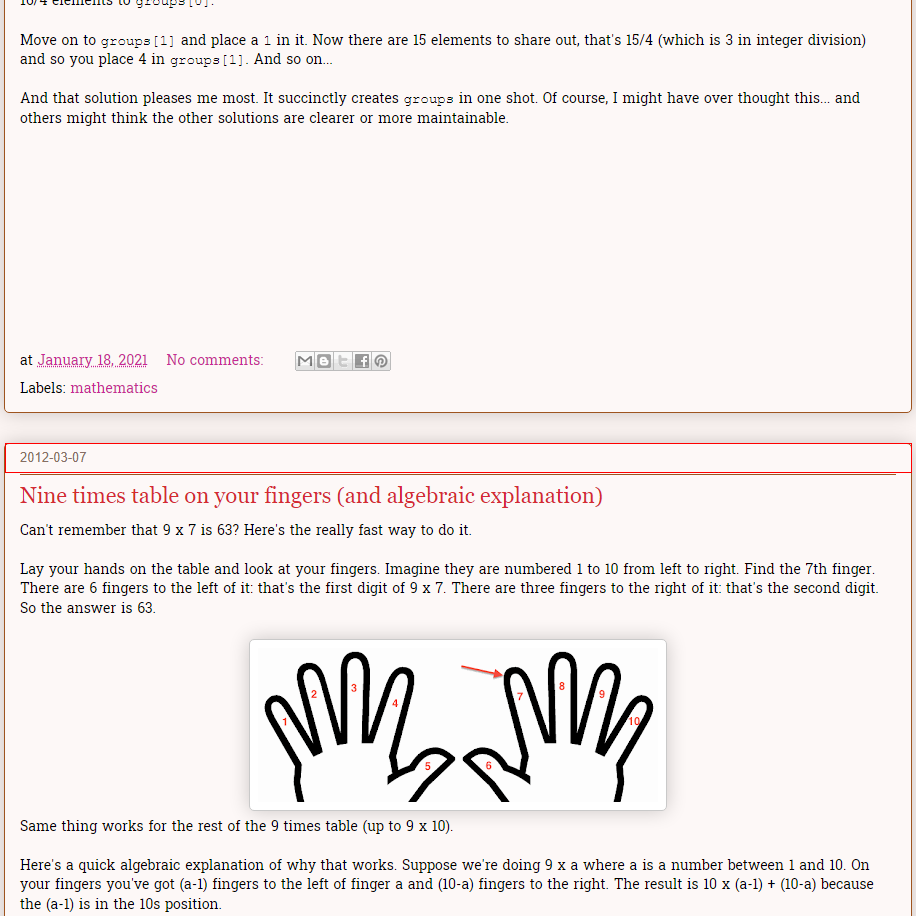 10/4 elements to groups[0].
Move on to groups[1] and place a 1 in it. Now there are 15 elements to share out, that's 15/4 (which is 3 in integer division)
and so you place 4 in groups[1]. And so on...
And that solution pleases me most. It succinctly creates groups in one shot. Of course, I might have over thought this... and
others might think the other solutions are clearer or more maintainable.
at January 18, 2021 No comments:
Labels: mathematics
2012-03-07
Nine times table on your fingers (and algebraic explanation)
Can't remember that 9 x 7 is 63? Here's the really fast way to do it.
Lay your hands on the table and look at your fingers. Imagine they are numbered 1 to 10 from left to right. Find the 7th finger.
There are 6 fingers to the left of it: that's the first digit of 9 x 7. There are three fingers to the right of it: that's the second digit.
So the answer is 63.
1 2 3 4 5 6 7 8 9 10
Same thing works for the rest of the 9 times table (up to 9 x 10).
Here's a quick algebraic explanation of why that works. Suppose we're doing 9 x a where a is a number between 1 and 10. On
your fingers you've got (a-1) fingers to the left of finger a and (10-a) fingers to the right. The result is 10 x (a-1) + (10-a) because
the (a-1) is in the 10s position.